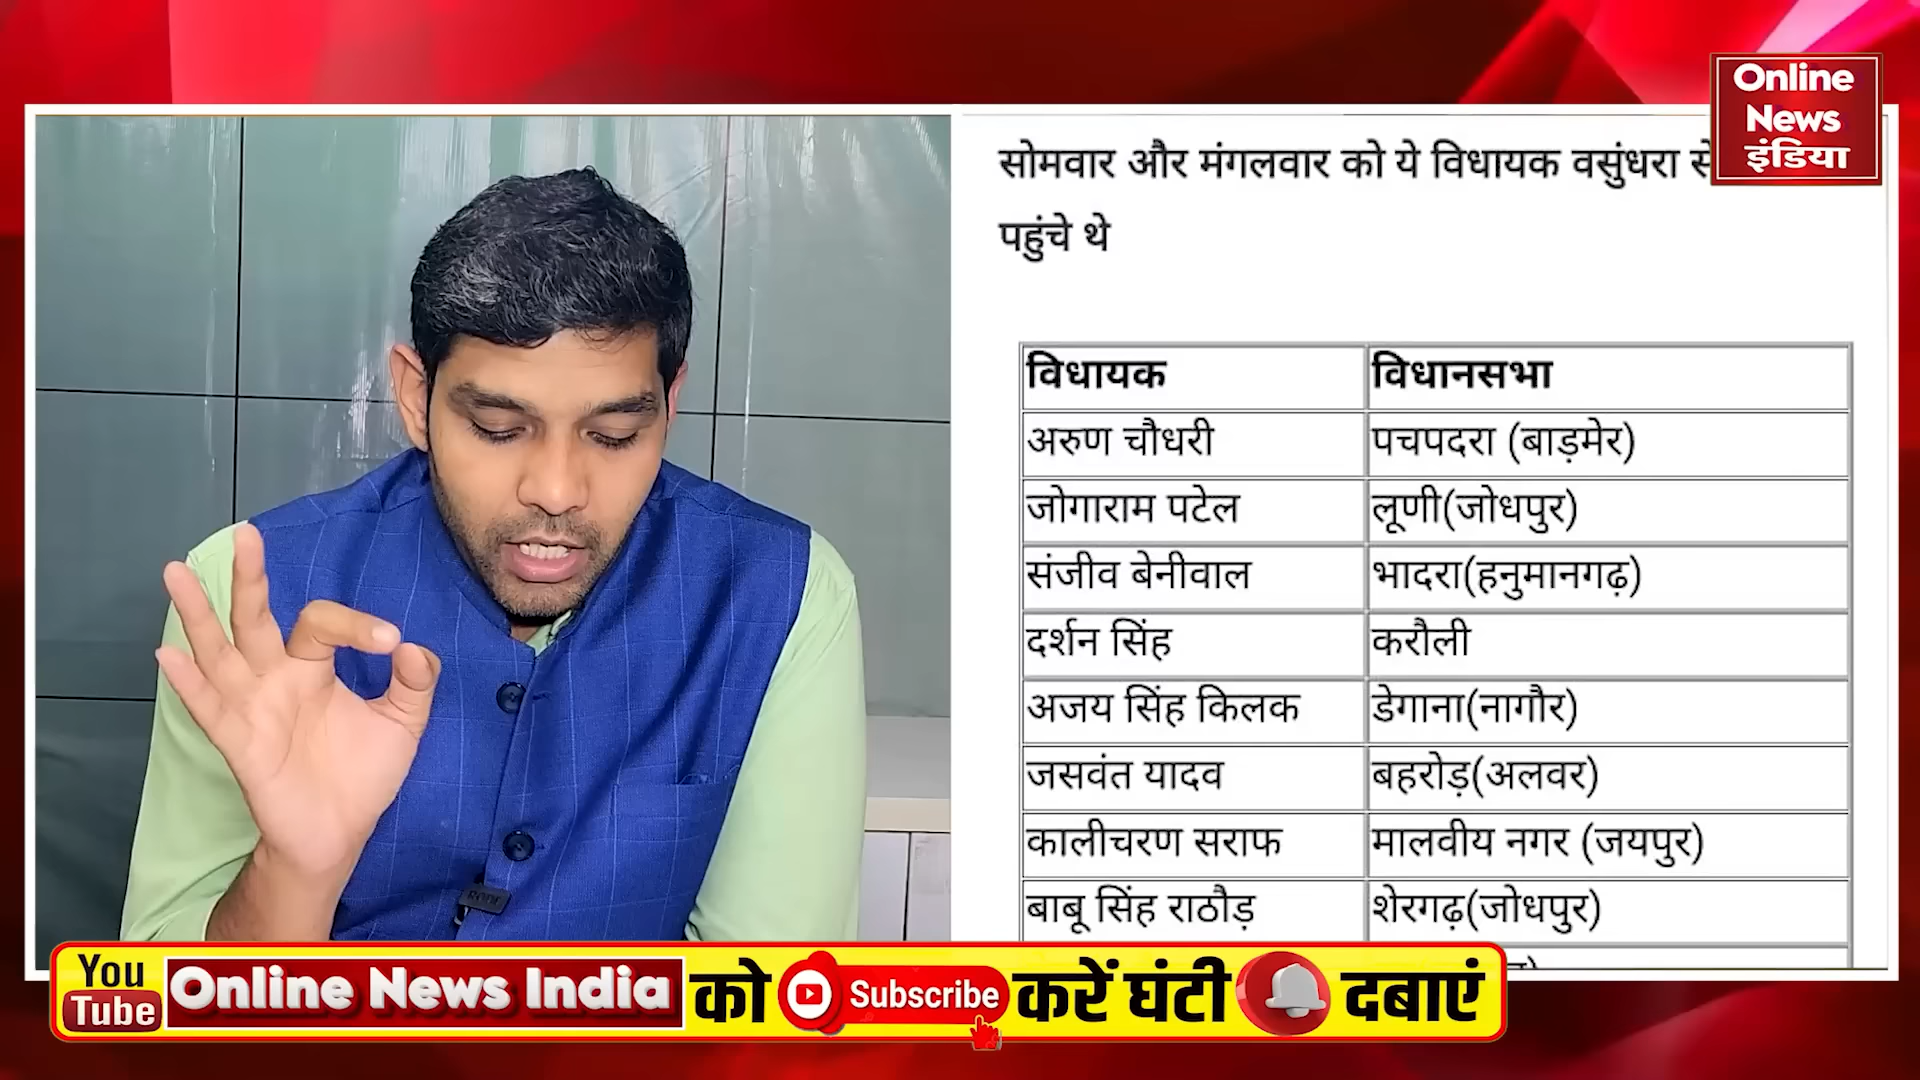 Online
News
इंडिया
सोमवार और मंगलवार को ये विधायक वसुंधरा से
पहुंचे थे
विधायक विधानसभा
अरुण चौधरी पचपदरा (बाड़मेर)
जोगाराम पटेल लूणी(जोधपुर)
संजीव बेनीवाल भादरा(हनुमानगढ़)
दर्शन सिंह करौली
अजय सिंह किलक डेगाना(नागौर)
जसवंत यादव बहरोड़(अलवर)
कालीचरण सराफ मालवीय नगर (जयपुर)
बाबू सिंह राठौड़ शेरगढ़(जोधपुर)
RODE
You
Tube
Online News India को Subscribe करें घंटी दबाएं